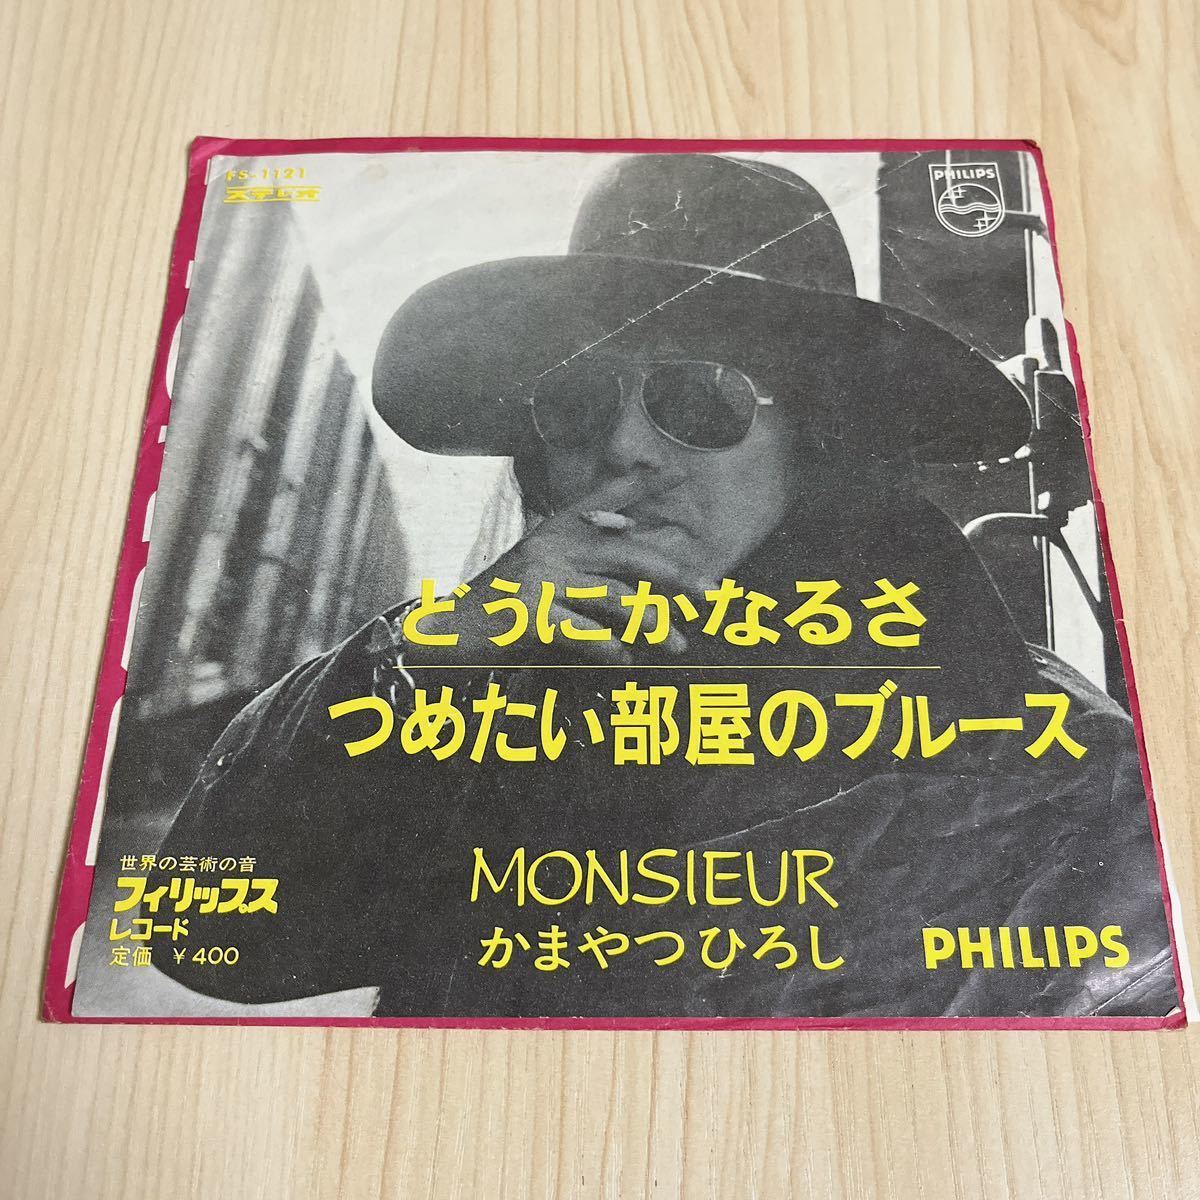 FS-1121
ステレオ
PHILIPS
どうにかなるさ
つめたい部屋のブルース
世界の芸術の音
フィリップス
レコード
定価 ￥400
MONSIEUR
かまやつひろし
PHILIPS